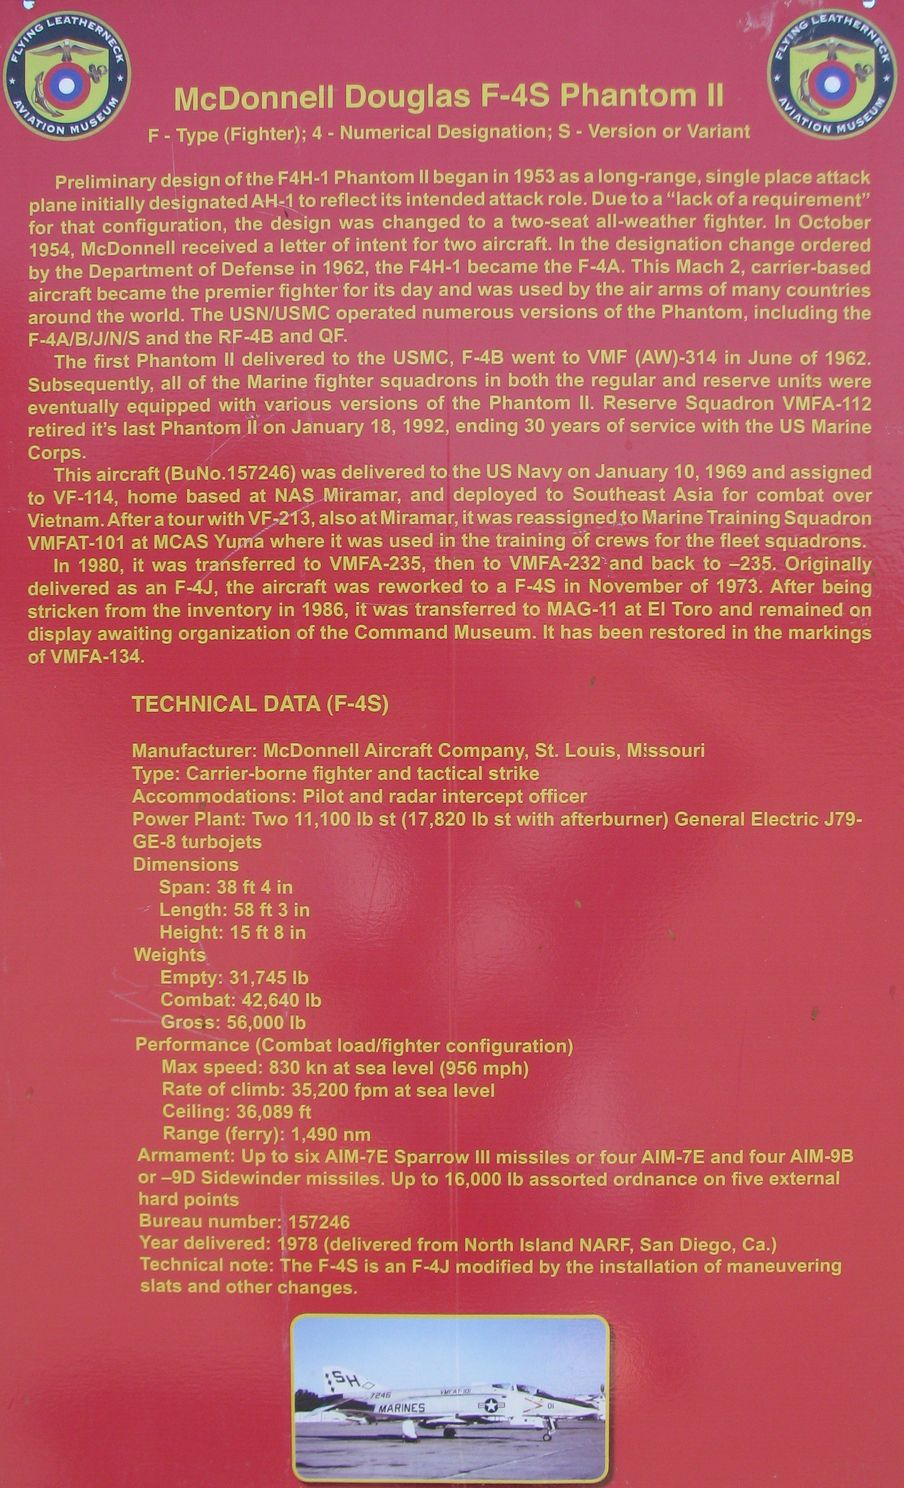 FLYING LEATHERNECK
AVIATION MUSEUM
FLYING LEATHERNECK
AVIATION MUSEUM
McDonnell Douglas F-4S Phantom II
F - Type (Fighter); 4 - Numerical Designation; S - Version or Variant
Preliminary design of the F4H-1 Phantom II began in 1953 as a long-range, single place attack
plane initially designated AH-1 to reflect its intended attack role. Due to a “lack of a requirement”
for that configuration, the design was changed to a two-seat all-weather fighter. In October
1954, McDonnell received a letter of intent for two aircraft. In the designation change ordered
by the Department of Defense in 1962, the F4H-1 became the F-4A. This Mach 2, carrier-based
aircraft became the premier fighter for its day and was used by the air arms of many countries
around the world. The USN/USMC operated numerous versions of the Phantom, including the
F-4A/B/J/N/S and the RF-4B and QF.
The first Phantom II delivered to the USMC, F-4B went to VMF (AW)-314 in June of 1962.
Subsequently, all of the Marine fighter squadrons in both the regular and reserve units were
eventually equipped with various versions of the Phantom II. Reserve Squadron VMFA-112
retired it’s last Phantom II on January 18, 1992, ending 30 years of service with the US Marine
Corps.
This aircraft (BuNo.157246) was delivered to the US Navy on January 10, 1969 and assigned
to VF-114, home based at NAS Miramar, and deployed to Southeast Asia for combat over
Vietnam. After a tour with VF-213, also at Miramar, it was reassigned to Marine Training Squadron
VMFAT-101 at MCAS Yuma where it was used in the training of crews for the fleet squadrons.
In 1980, it was transferred to VMFA-235, then to VMFA-232 and back to –235. Originally
delivered as an F-4J, the aircraft was reworked to a F-4S in November of 1973. After being
stricken from the inventory in 1986, it was transferred to MAG-11 at El Toro and remained on
display awaiting organization of the Command Museum. It has been restored in the markings
of VMFA-134.
TECHNICAL DATA (F-4S)
Manufacturer: McDonnell Aircraft Company, St. Louis, Missouri
Type: Carrier-borne fighter and tactical strike
Accommodations: Pilot and radar intercept officer
Power Plant: Two 11,100 lb st (17,820 lb st with afterburner) General Electric J79-
GE-8 turbojets
Dimensions
Span: 38 ft 4 in
Length: 58 ft 3 in
Height: 15 ft 8 in
Weights
Empty: 31,745 lb
Combat: 42,640 lb
Gross: 56,000 lb
Performance (Combat load/fighter configuration)
Max speed: 830 kn at sea level (956 mph)
Rate of climb: 35,200 fpm at sea level
Ceiling: 36,089 ft
Range (ferry): 1,490 nm
Armament: Up to six AIM-7E Sparrow III missiles or four AIM-7E and four AIM-9B
or –9D Sidewinder missiles. Up to 16,000 lb assorted ordnance on five external
hard points
Bureau number: 157246
Year delivered: 1978 (delivered from North Island NARF, San Diego, Ca.)
Technical note: The F-4S is an F-4J modified by the installation of maneuvering
slats and other changes.
SH
7246
VMFAT-101
MARINES
01